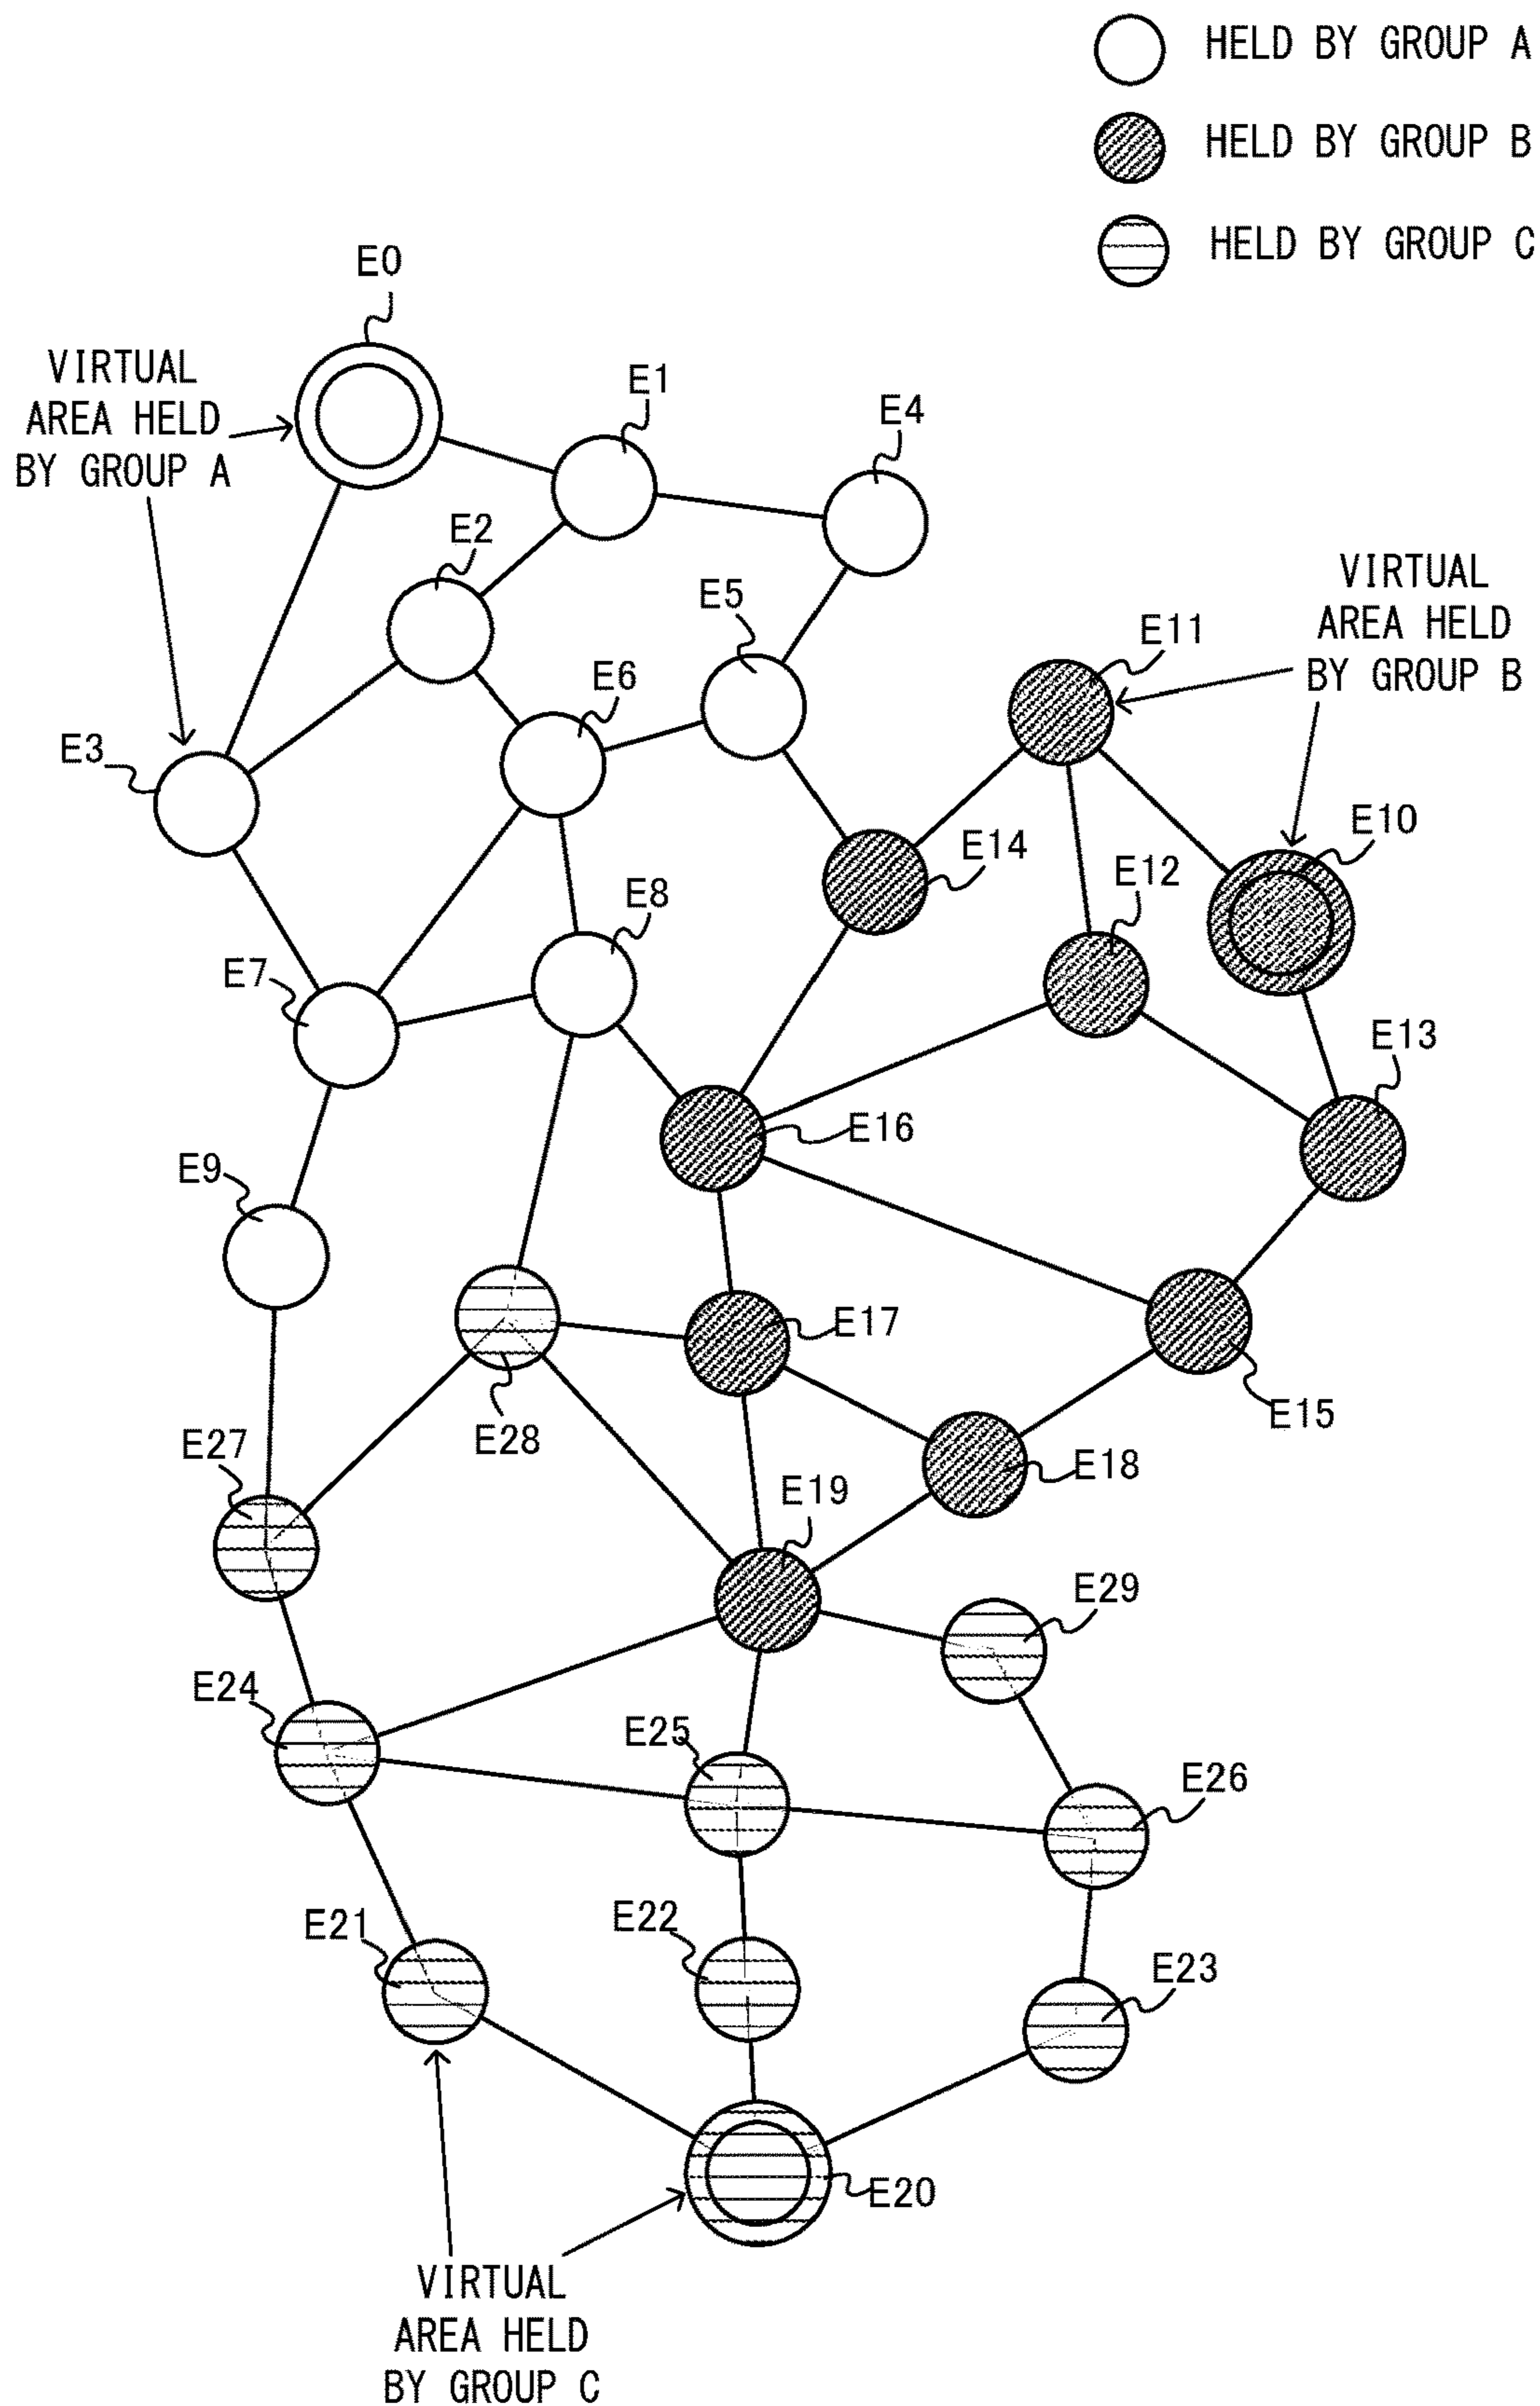 HELD BY GROUP A
HELD BY GROUP B
HELD BY GROUP C
E0
VIRTUAL
AREA HELD
BY GROUP A
E1
E4
E2
E5
VIRTUAL
AREA HELD
BY GROUP B
E11
E6
E3
E10
E14
E12
E8
E7
E13
E16
E9
E17
E15
E28
E27
E18
E19
E29
E24
E25
E26
E22
E21
E23
E20
VIRTUAL
AREA HELD
BY GROUP C